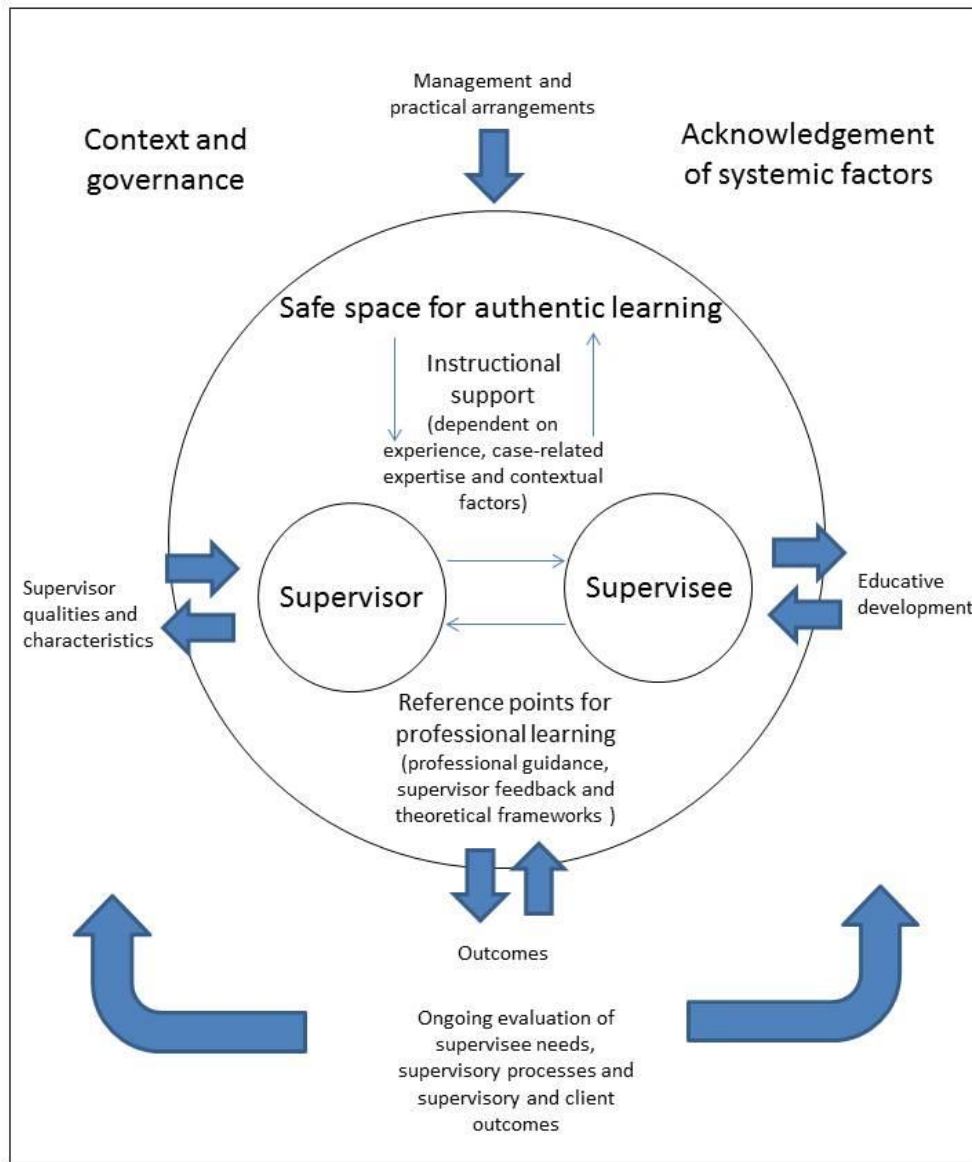 Management and
practical arrangements
Context and
governance
Acknowledgement
of systemic factors
Safe space for authentic learning
Instructional
support
(dependent on
experience, case-related
expertise and contextual
factors)
Supervisor
Supervisee
Supervisor
qualities and
characteristics
Educative
development
Reference points for
professional learning
(professional guidance,
supervisor feedback and
theoretical frameworks )
Outcomes
Ongoing evaluation of
supervisee needs,
supervisory processes and
supervisory and client
outcomes